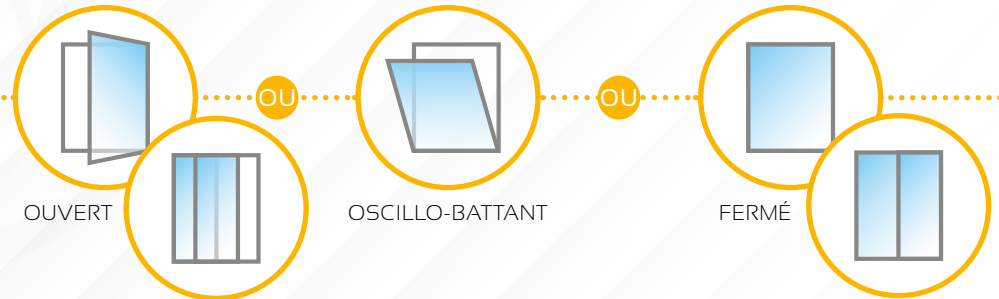 OU
OU
OUVERT
OSCILLO-BATTANT
FERMÉ